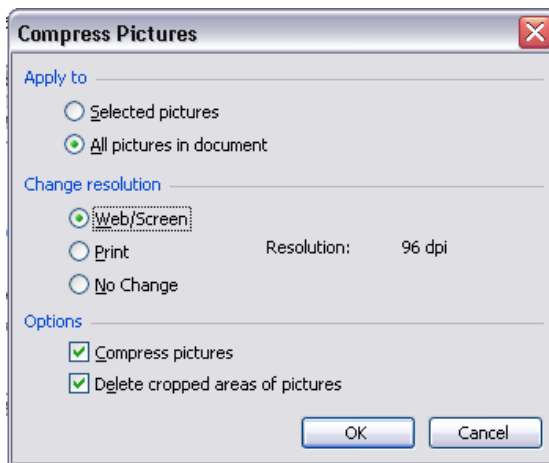 Compress Pictures
Apply to
Selected pictures
All pictures in document
Change resolution
Web/Screen
Print Resolution: 96 dpi
No Change
Options
Compress pictures
Delete cropped areas of pictures
OK Cancel